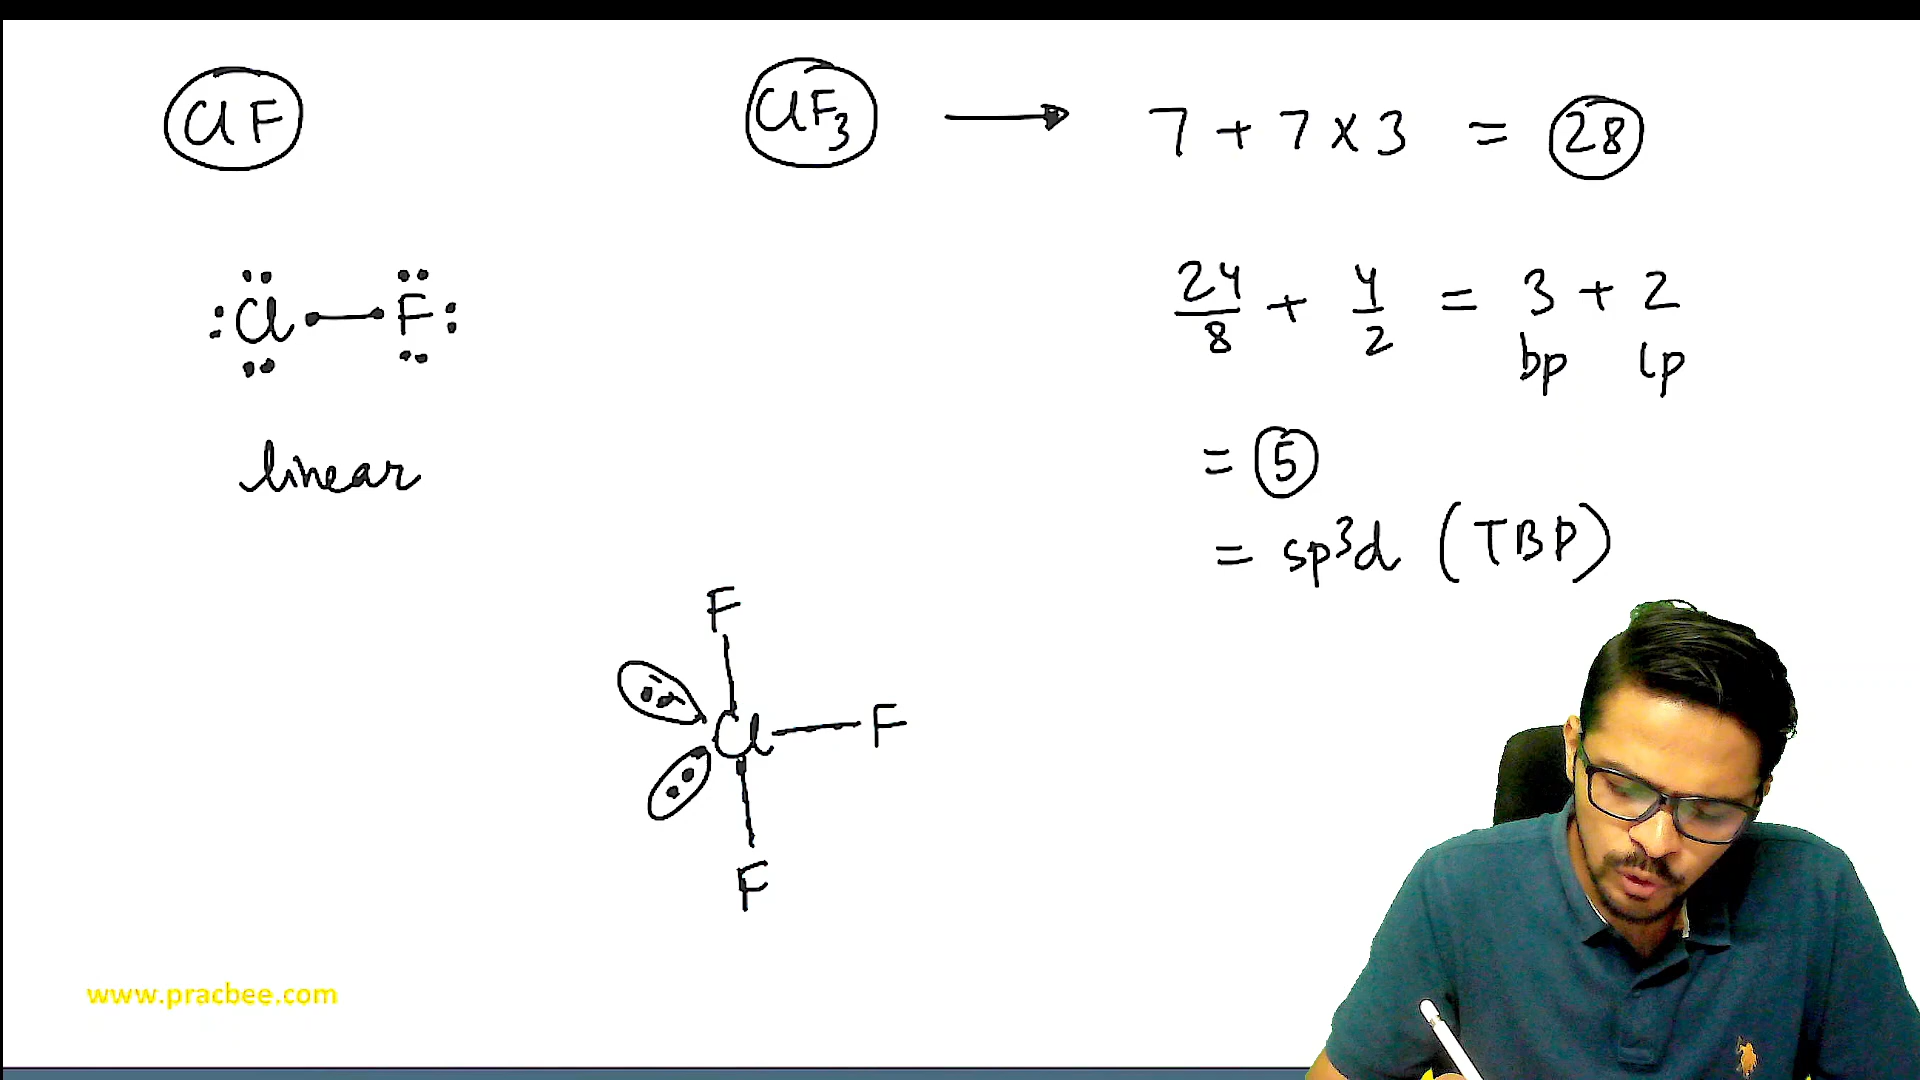 ClF
ClF₃ → 7 + 7 x 3 = 28
:Cl—F:
linear
24/8 + 4/2 = 3 + 2
bp lp
= 5
= sp³d (TBP)
F
Cl—F
F
www.pracbee.com